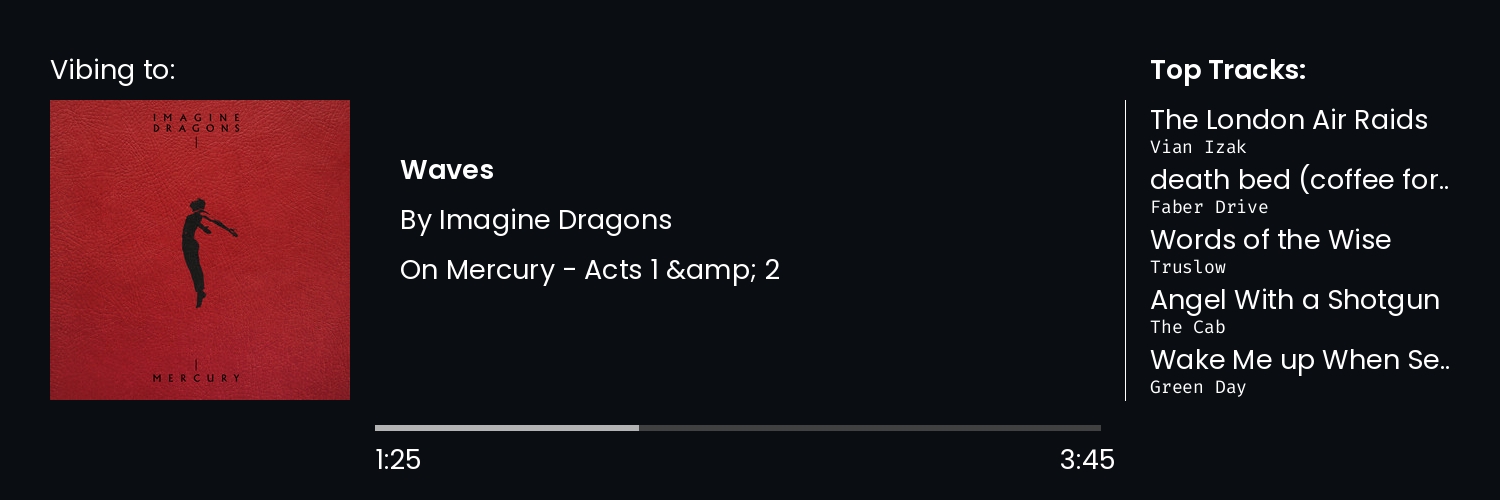 Vibing to:
IMAGINE
DRAGONS
MERCURY
Waves
By Imagine Dragons
On Mercury - Acts 1 &amp; 2
1:25
3:45
Top Tracks:
The London Air Raids
Vian Izak
death bed (coffee for..
Faber Drive
Words of the Wise
Truslow
Angel With a Shotgun
The Cab
Wake Me up When Se..
Green Day